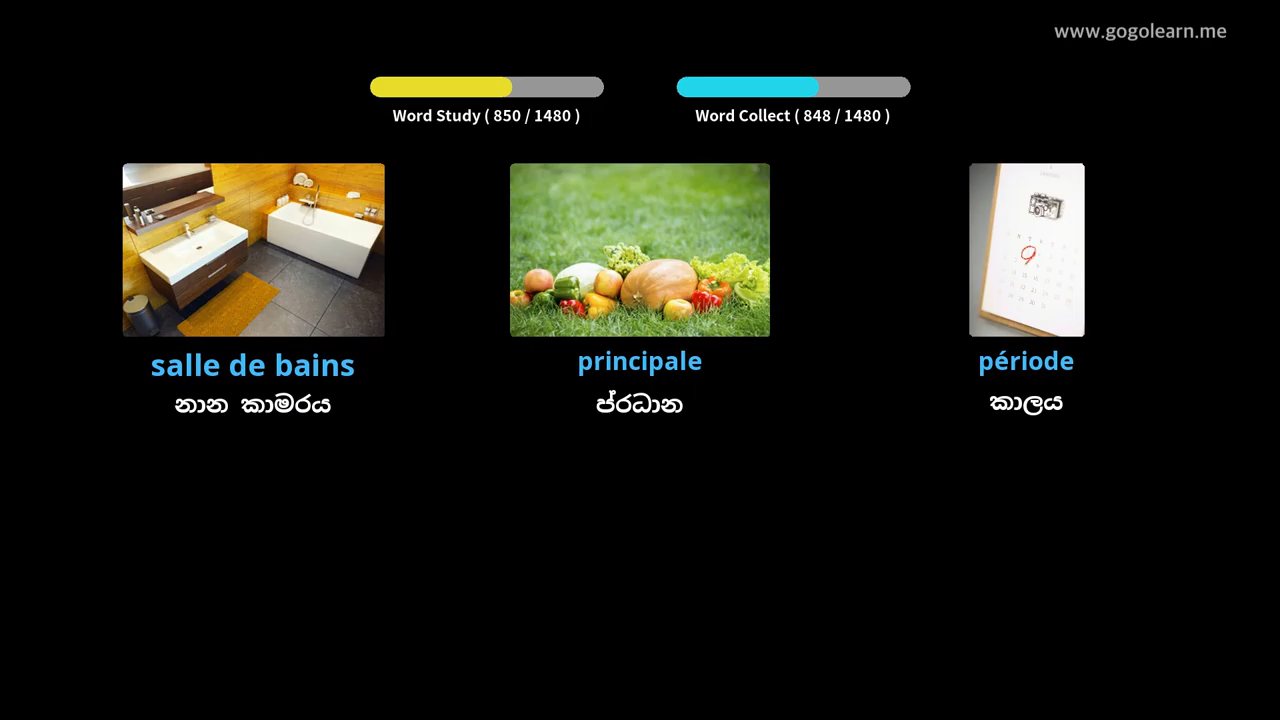 www.gogolearn.me
Word Study ( 850 / 1480 )
Word Collect ( 848 / 1480 )
salle de bains
නාන කාමරය
principale
ප්රධාන
période
කාලය